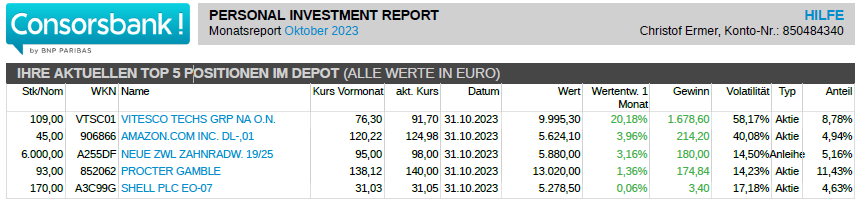 Consorsbank!
by BNP PARIBAS
PERSONAL INVESTMENT REPORT
Monatsreport Oktober 2023
HILFE
Christof Ermer, Konto-Nr.: 850484340
IHRE AKTUELLEN TOP 5 POSITIONEN IM DEPOT (ALLE WERTE IN EURO)
Stk/Nom WKN Name Kurs Vormonat akt. Kurs Datum Wert Wertentw. 1 Monat Gewinn Volatilität Typ Anteil
109,00 VTSC01 VITESCO TECHS GRP NA O.N. 76,30 91,70 31.10.2023 9.995,30 20,18% 1.678,60 58,17% Aktie 8,78%
45,00 906866 AMAZON.COM INC. DL-,01 120,22 124,98 31.10.2023 5.624,10 3,96% 214,20 40,08% Aktie 4,94%
6.000,00 A255DF NEUE ZWL ZAHNRADW. 19/25 95,00 98,00 31.10.2023 5.880,00 3,16% 180,00 14,50% Anleihe 5,16%
93,00 852062 PROCTER GAMBLE 138,12 140,00 31.10.2023 13.020,00 1,36% 174,84 14,23% Aktie 11,43%
170,00 A3C99G SHELL PLC EO-07 31,03 31,05 31.10.2023 5.278,50 0,06% 3,40 17,18% Aktie 4,63%